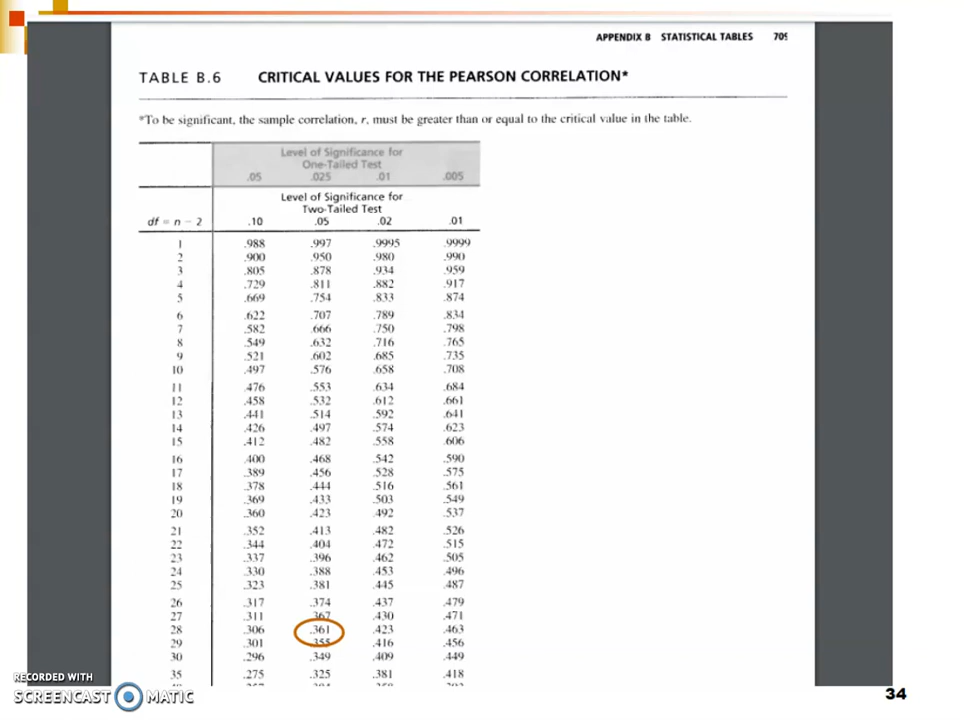 APPENDIX B STATISTICAL TABLES 709
TABLE B.6 CRITICAL VALUES FOR THE PEARSON CORRELATION*
*To be significant, the sample correlation, r, must be greater than or equal to the critical value in the table.
Level of Significance for
One-Tailed Test
.05 .025 .01 .005
Level of Significance for
Two-Tailed Test
df = n − 2 .10 .05 .02 .01
1 .988 .997 .9995 .9999
2 .900 .950 .980 .990
3 .805 .878 .934 .959
4 .729 .811 .882 .917
5 .669 .754 .833 .874
6 .622 .707 .789 .834
7 .582 .666 .750 .798
8 .549 .632 .716 .765
9 .521 .602 .685 .735
10 .497 .576 .658 .708
11 .476 .553 .634 .684
12 .458 .532 .612 .661
13 .441 .514 .592 .641
14 .426 .497 .574 .623
15 .412 .482 .558 .606
16 .400 .468 .542 .590
17 .389 .456 .528 .575
18 .378 .444 .516 .561
19 .369 .433 .503 .549
20 .360 .423 .492 .537
21 .352 .413 .482 .526
22 .344 .404 .472 .515
23 .337 .396 .462 .505
24 .330 .388 .453 .496
25 .323 .381 .445 .487
26 .317 .374 .437 .479
27 .311 .367 .430 .471
28 .306 .361 .423 .463
29 .301 .355 .416 .456
30 .296 .349 .409 .449
35 .275 .325 .381 .418
RECORDED WITH
SCREENCAST MATIC
34